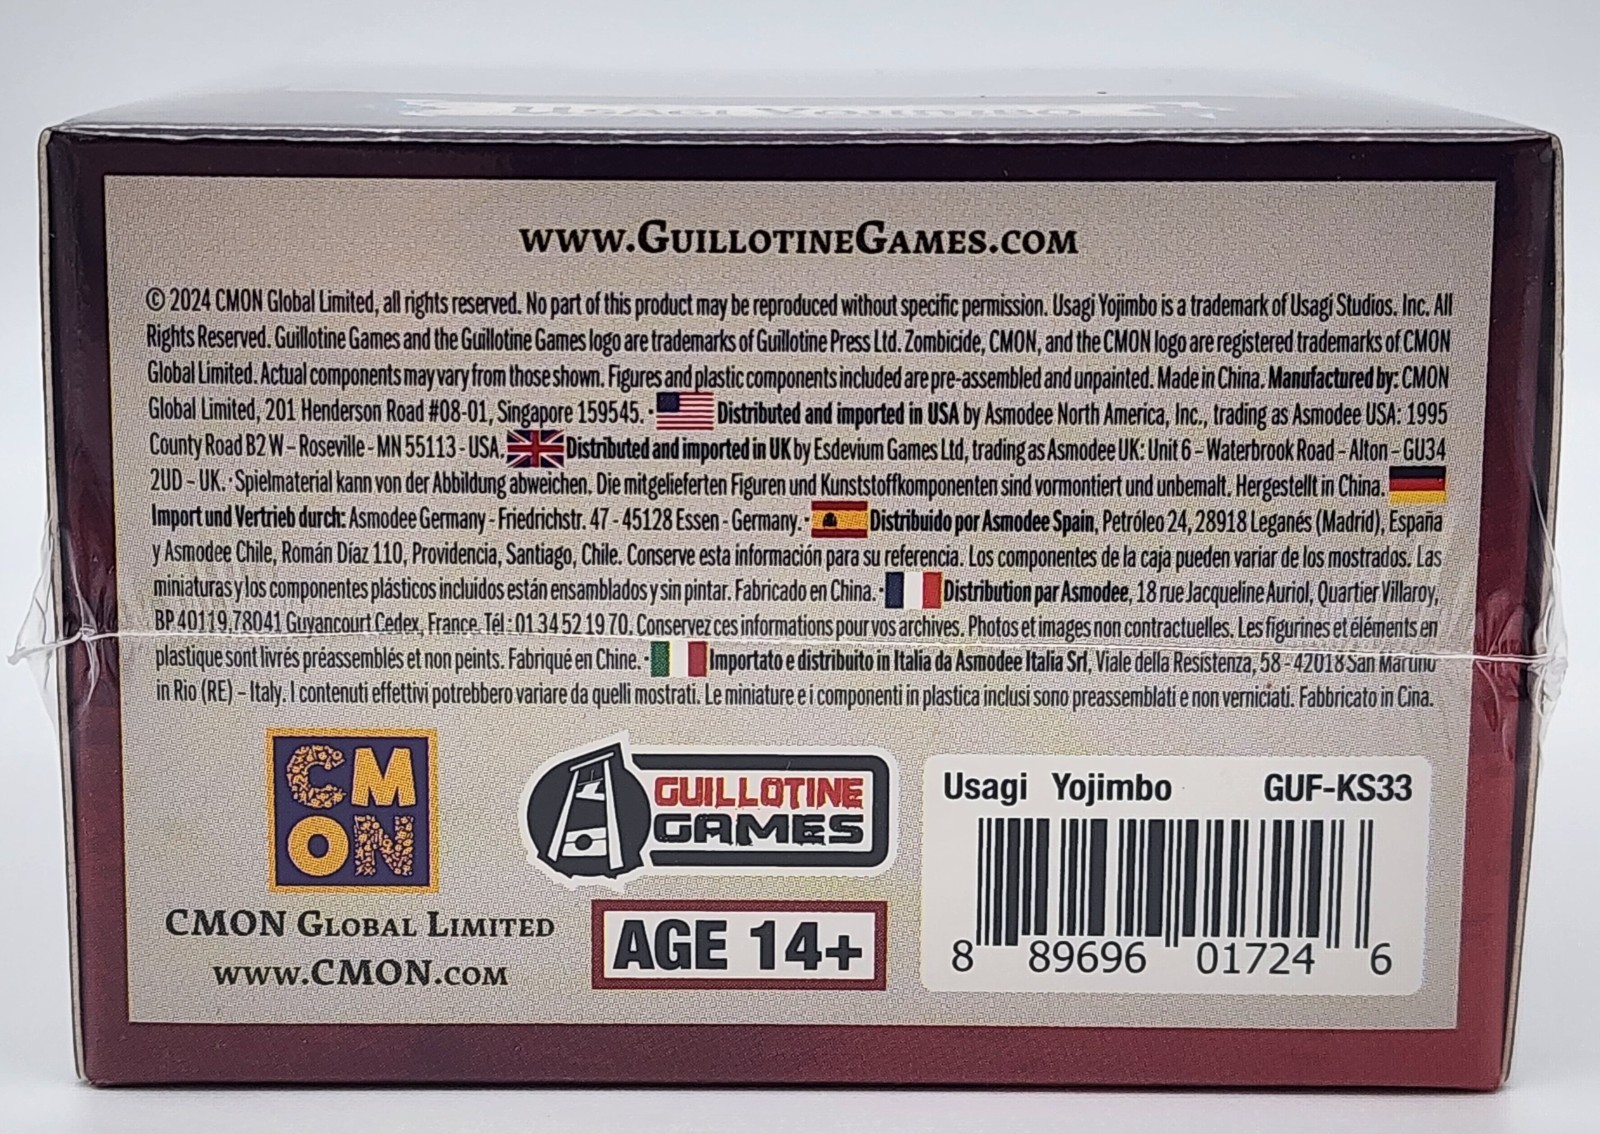 Usagi Yojimbo
www.GuillotineGames.com
© 2024 CMON Global Limited, all rights reserved. No part of this product may be reproduced without specific permission. Usagi Yojimbo is a trademark of Usagi Studios. Inc. All
Rights Reserved. Guillotine Games and the Guillotine Games logo are trademarks of Guillotine Press Ltd. Zombicide, CMON, and the CMON logo are registered trademarks of CMON
Global Limited. Actual components may vary from those shown. Figures and plastic components included are pre-assembled and unpainted. Made in China. Manufactured by: CMON
Global Limited, 201 Henderson Road #08-01, Singapore 159545. • Distributed and imported in USA by Asmodee North America, Inc., trading as Asmodee USA: 1995
County Road B2 W – Roseville - MN 55113 - USA. Distributed and imported in UK by Esdevium Games Ltd, trading as Asmodee UK: Unit 6 – Waterbrook Road – Alton – GU34
2UD – UK. • Spielmaterial kann von der Abbildung abweichen. Die mitgelieferten Figuren und Kunststoffkomponenten sind vormontiert und unbemalt. Hergestellt in China.
Import und Vertrieb durch: Asmodee Germany - Friedrichstr. 47 - 45128 Essen - Germany. • Distribuido por Asmodee Spain, Petróleo 24, 28918 Leganés (Madrid), España
y Asmodee Chile, Román Díaz 110, Providencia, Santiago, Chile. Conserve esta información para su referencia. Los componentes de la caja pueden variar de los mostrados. Las
miniaturas y los componentes plásticos incluidos están ensamblados y sin pintar. Fabricado en China. • Distribution par Asmodee, 18 rue Jacqueline Auriol, Quartier Villaroy,
BP 40119,78041 Guyancourt Cedex, France. Tél : 01 34 52 19 70. Conservez ces informations pour vos archives. Photos et images non contractuelles. Les figurines et éléments en
plastique sont livrés préassemblés et non peints. Fabriqué en Chine. • Importato e distribuito in Italia da Asmodee Italia Srl, Viale della Resistenza, 58 - 42018 San Martino
in Rio (RE) – Italy. I contenuti effettivi potrebbero variare da quelli mostrati. Le miniature e i componenti in plastica inclusi sono preassemblati e non verniciati. Fabbricato in Cina.
CMON
GUILLOTINE
GAMES
Usagi Yojimbo GUF-KS33
CMON Global Limited
www.CMON.com
AGE 14+
8 89696 01724 6